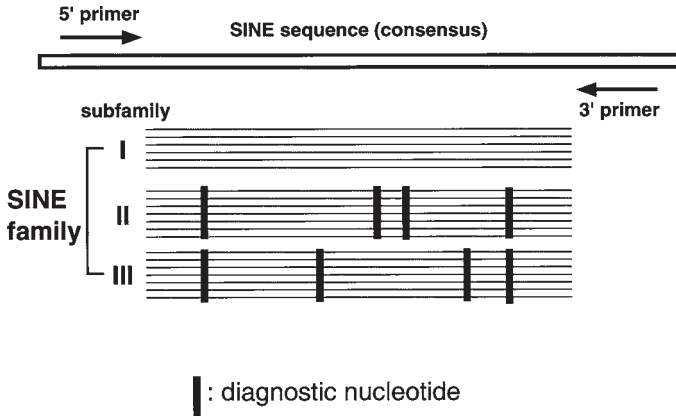 5' primer
SINE sequence (consensus)
3' primer
subfamily
I
SINE
family
II
III
: diagnostic nucleotide